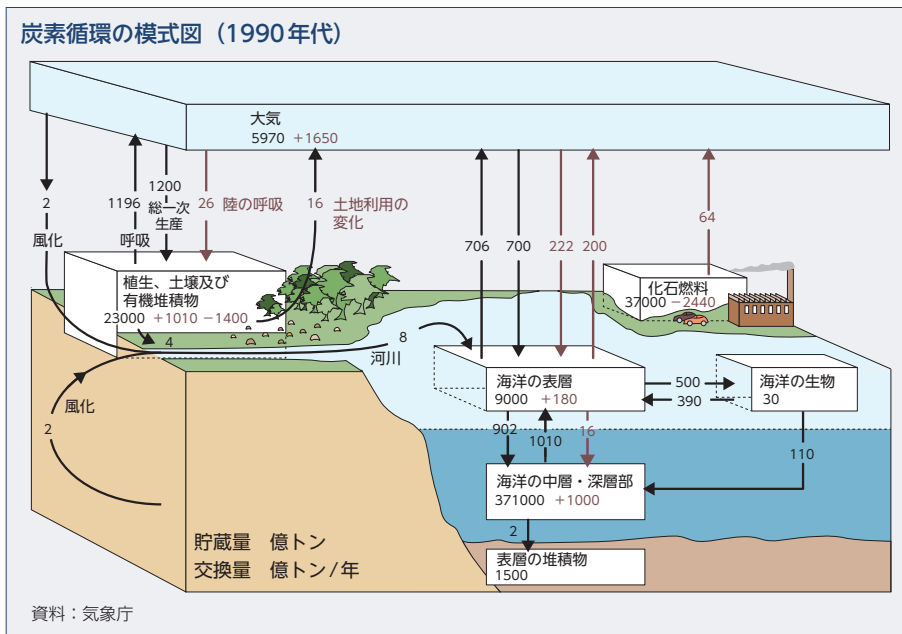 炭素循環の模式図（1990年代）
大気
5970 +1650
2
風化
1196
呼吸
1200
総一次
生産
26 陸の呼吸
16 土地利用の
変化
706
700
222
200
64
植生、土壌及び
有機堆積物
23000 +1010 −1400
化石燃料
37000 −2440
4
8
河川
風化
2
海洋の表層
9000 +180
500
390
海洋の生物
30
902
1010
16
110
海洋の中層・深層部
371000 +1000
2
表層の堆積物
1500
貯蔵量 億トン
交換量 億トン/年
資料：気象庁